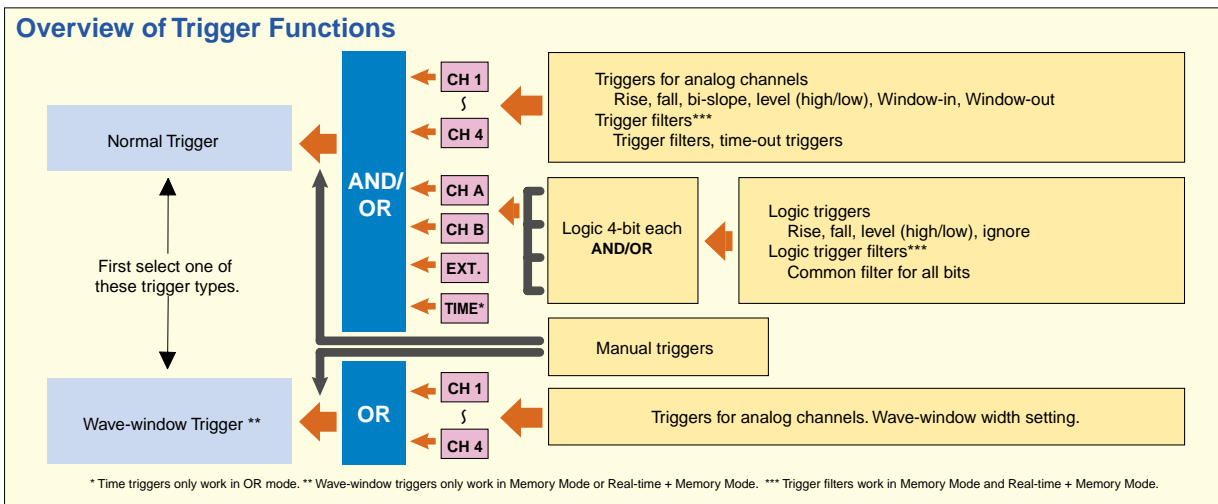 Overview of Trigger Functions
Normal Trigger
First select one of
these trigger types.
Wave-window Trigger **
AND/
OR
CH 1
CH 4
CH A
CH B
EXT.
TIME*
Triggers for analog channels
Rise, fall, bi-slope, level (high/low), Window-in, Window-out
Trigger filters***
Trigger filters, time-out triggers
Logic 4-bit each
AND/OR
Logic triggers
Rise, fall, level (high/low), ignore
Logic trigger filters***
Common filter for all bits
Manual triggers
OR
CH 1
CH 4
Triggers for analog channels. Wave-window width setting.
* Time triggers only work in OR mode. ** Wave-window triggers only work in Memory Mode or Real-time + Memory Mode. *** Trigger filters work in Memory Mode and Real-time + Memory Mode.